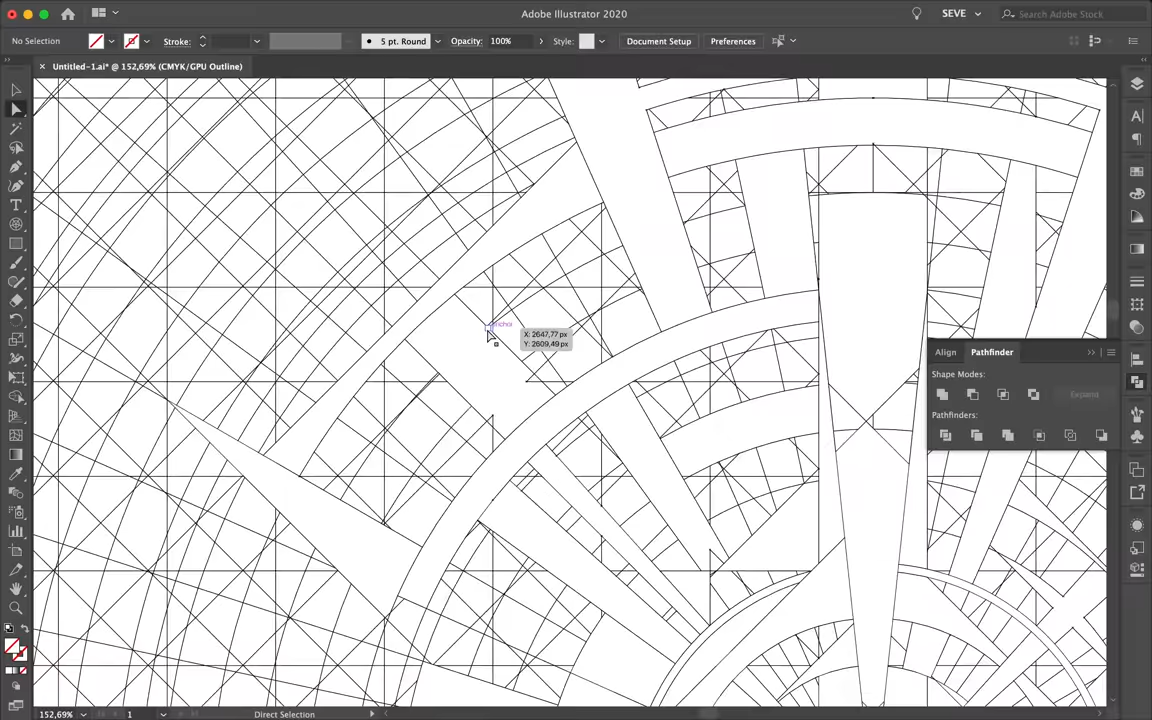 Adobe Illustrator 2020
SEVE
Search Adobe Stock
No Selection
Stroke:
5 pt. Round
Opacity: 100%
Style:
Document Setup
Preferences
Untitled-1.ai* @ 152,69% (CMYK/GPU Outline)
anchor
X: 2647,77 px
Y: 2609,49 px
Align
Pathfinder
Shape Modes:
Expand
Pathfinders:
152,69%
1
Direct Selection